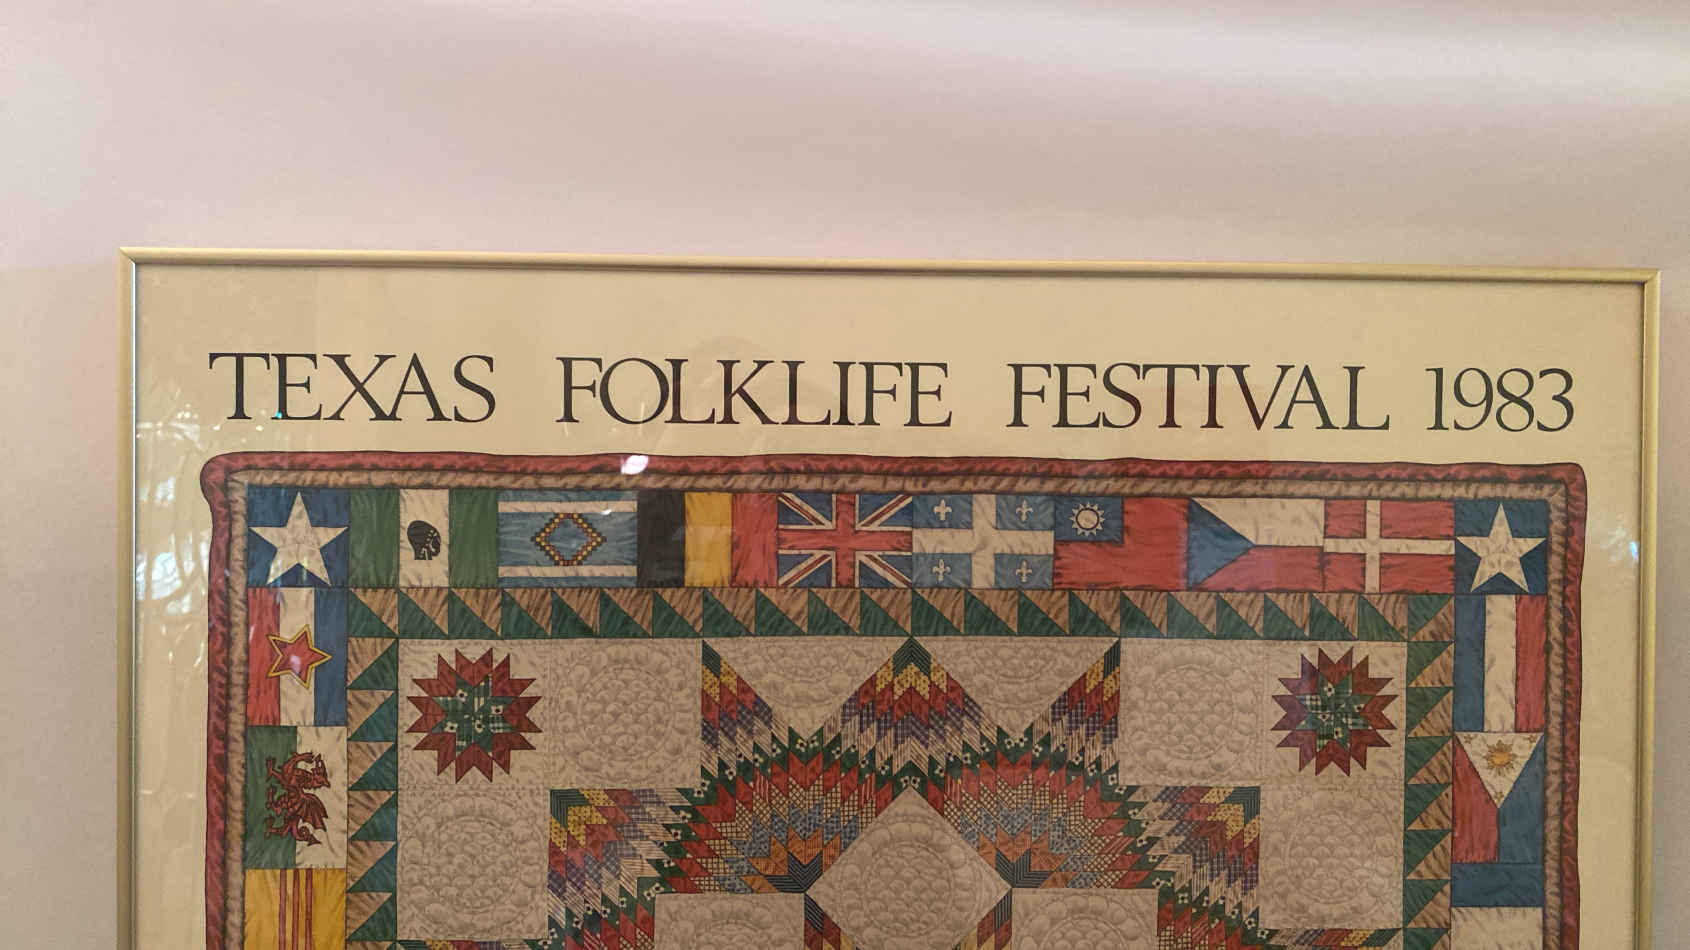 TEXAS FOLKLIFE FESTIVAL 1983